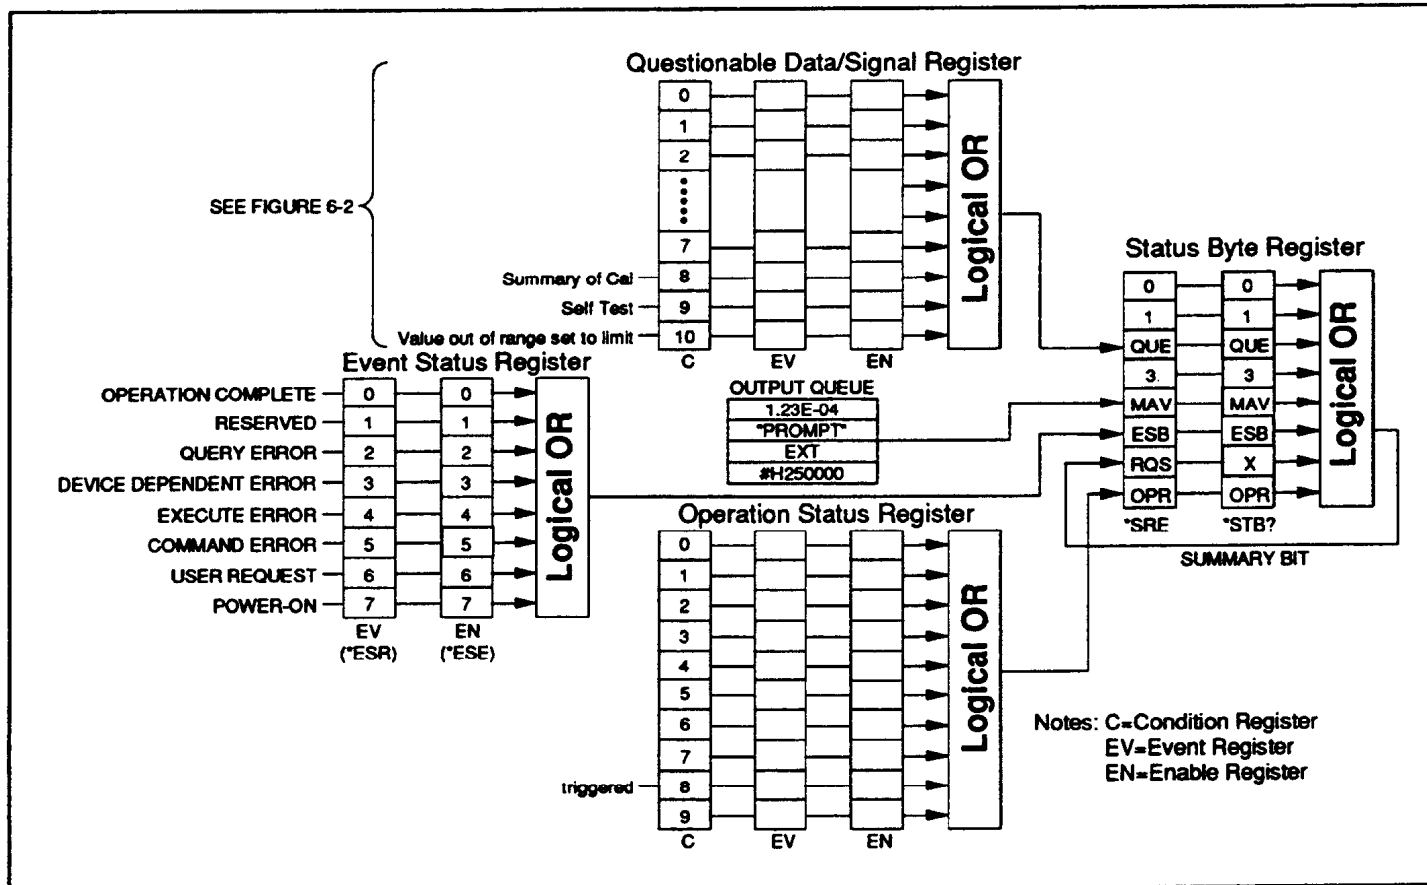 Questionable Data/Signal Register
0
1
2
7
Summary of Cal 8
Self Test 9
Value out of range set to limit 10
C EV EN
Logical OR
SEE FIGURE 6-2
Event Status Register
OPERATION COMPLETE 0 0
RESERVED 1 1
QUERY ERROR 2 2
DEVICE DEPENDENT ERROR 3 3
EXECUTE ERROR 4 4
COMMAND ERROR 5 5
USER REQUEST 6 6
POWER-ON 7 7
EV EN
(*ESR) (*ESE)
Logical OR
OUTPUT QUEUE
1.23E-04
"PROMPT"
EXT
#H250000
Operation Status Register
0
1
2
3
4
5
6
7
triggered 8
9
C EV EN
Logical OR
Status Byte Register
0 0
1 1
QUE QUE
3 3
MAV MAV
ESB ESB
RQS X
OPR OPR
*SRE *STB?
Logical OR
SUMMARY BIT
Notes: C=Condition Register
EV=Event Register
EN=Enable Register